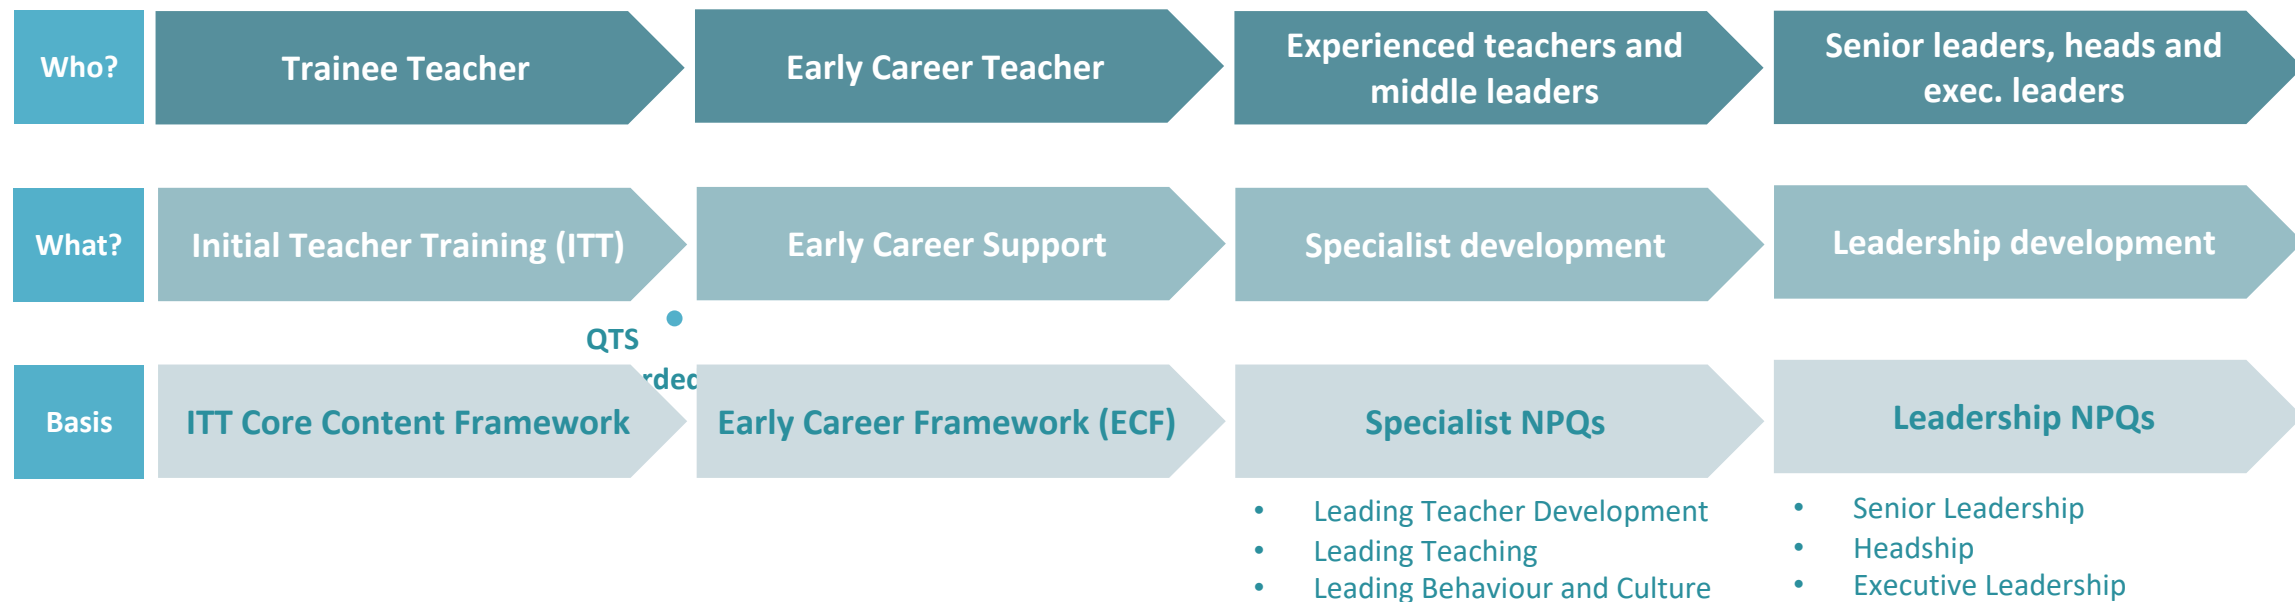 Who?
Trainee Teacher
Early Career Teacher
Experienced teachers and
middle leaders
Senior leaders, heads and
exec. leaders
What?
Initial Teacher Training (ITT)
Early Career Support
Specialist development
Leadership development
QTS
rded
Basis
ITT Core Content Framework
Early Career Framework (ECF)
Specialist NPQs
Leadership NPQs
• Leading Teacher Development
• Leading Teaching
• Leading Behaviour and Culture
• Senior Leadership
• Headship
• Executive Leadership